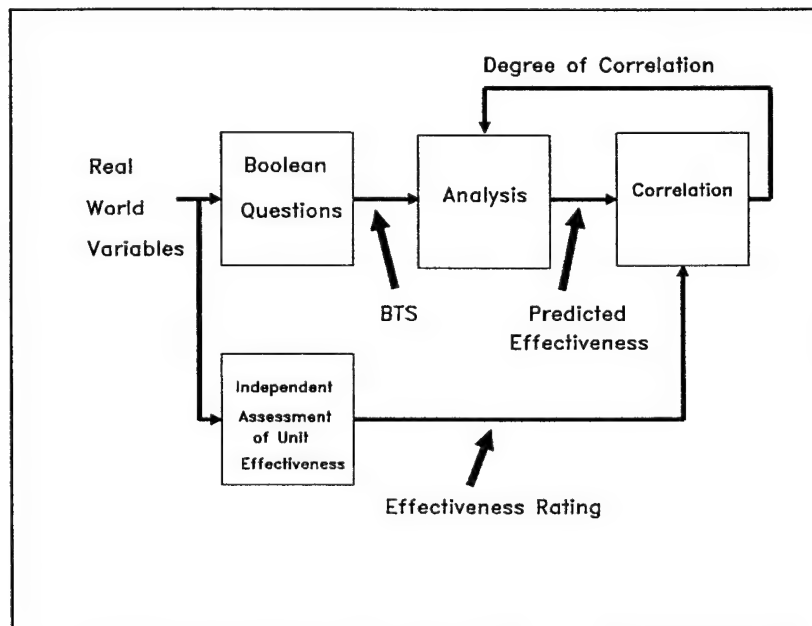 Degree of Correlation
Real
World
Variables
Boolean
Questions
Analysis
Correlation
BTS
Predicted
Effectiveness
Independent
Assessment
of Unit
Effectiveness
Effectiveness Rating